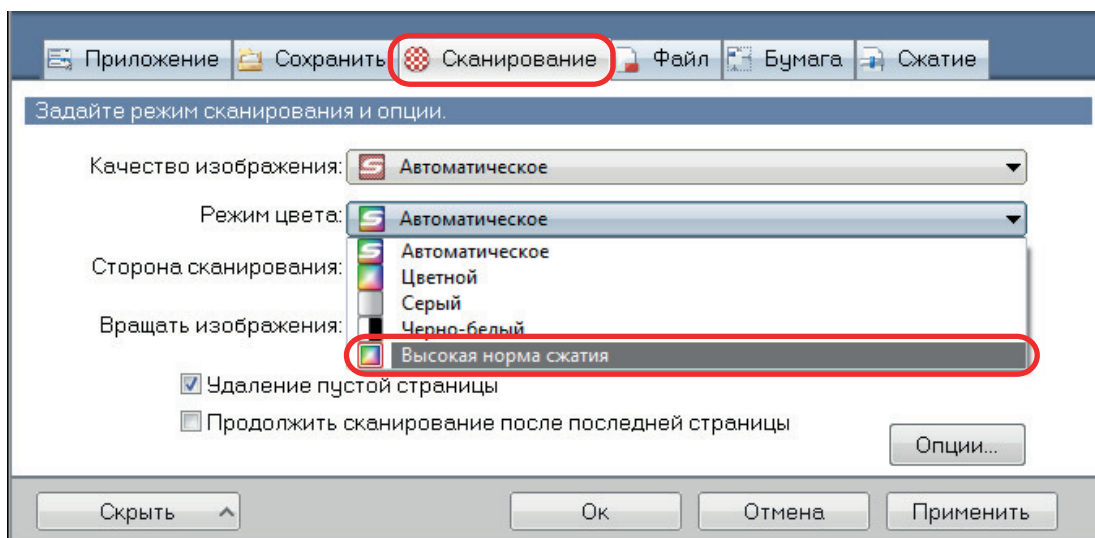 Приложение Сохранить Сканирование Файл Бумага Сжатие
Задайте режим сканирования и опции.
Качество изображения: Автоматическое
Режим цвета: Автоматическое
Автоматическое
Сторона сканирования: Цветной
Серый
Вращать изображения: Черно-белый
Высокая норма сжатия
Удаление пустой страницы
Продолжить сканирование после последней страницы
Опции...
Скрыть Ок Отмена Применить